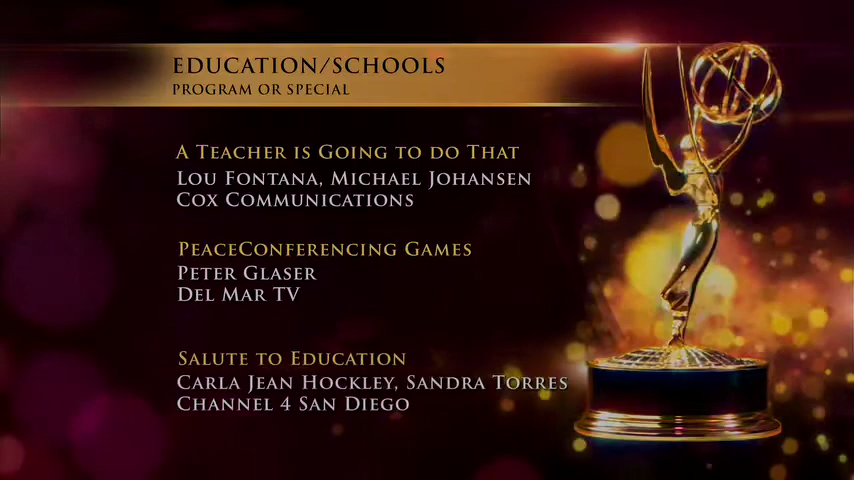 EDUCATION/SCHOOLS
PROGRAM OR SPECIAL
A TEACHER IS GOING TO DO THAT
LOU FONTANA, MICHAEL JOHANSEN
COX COMMUNICATIONS
PEACECONFERENCING GAMES
PETER GLASER
DEL MAR TV
SALUTE TO EDUCATION
CARLA JEAN HOCKLEY, SANDRA TORRES
CHANNEL 4 SAN DIEGO